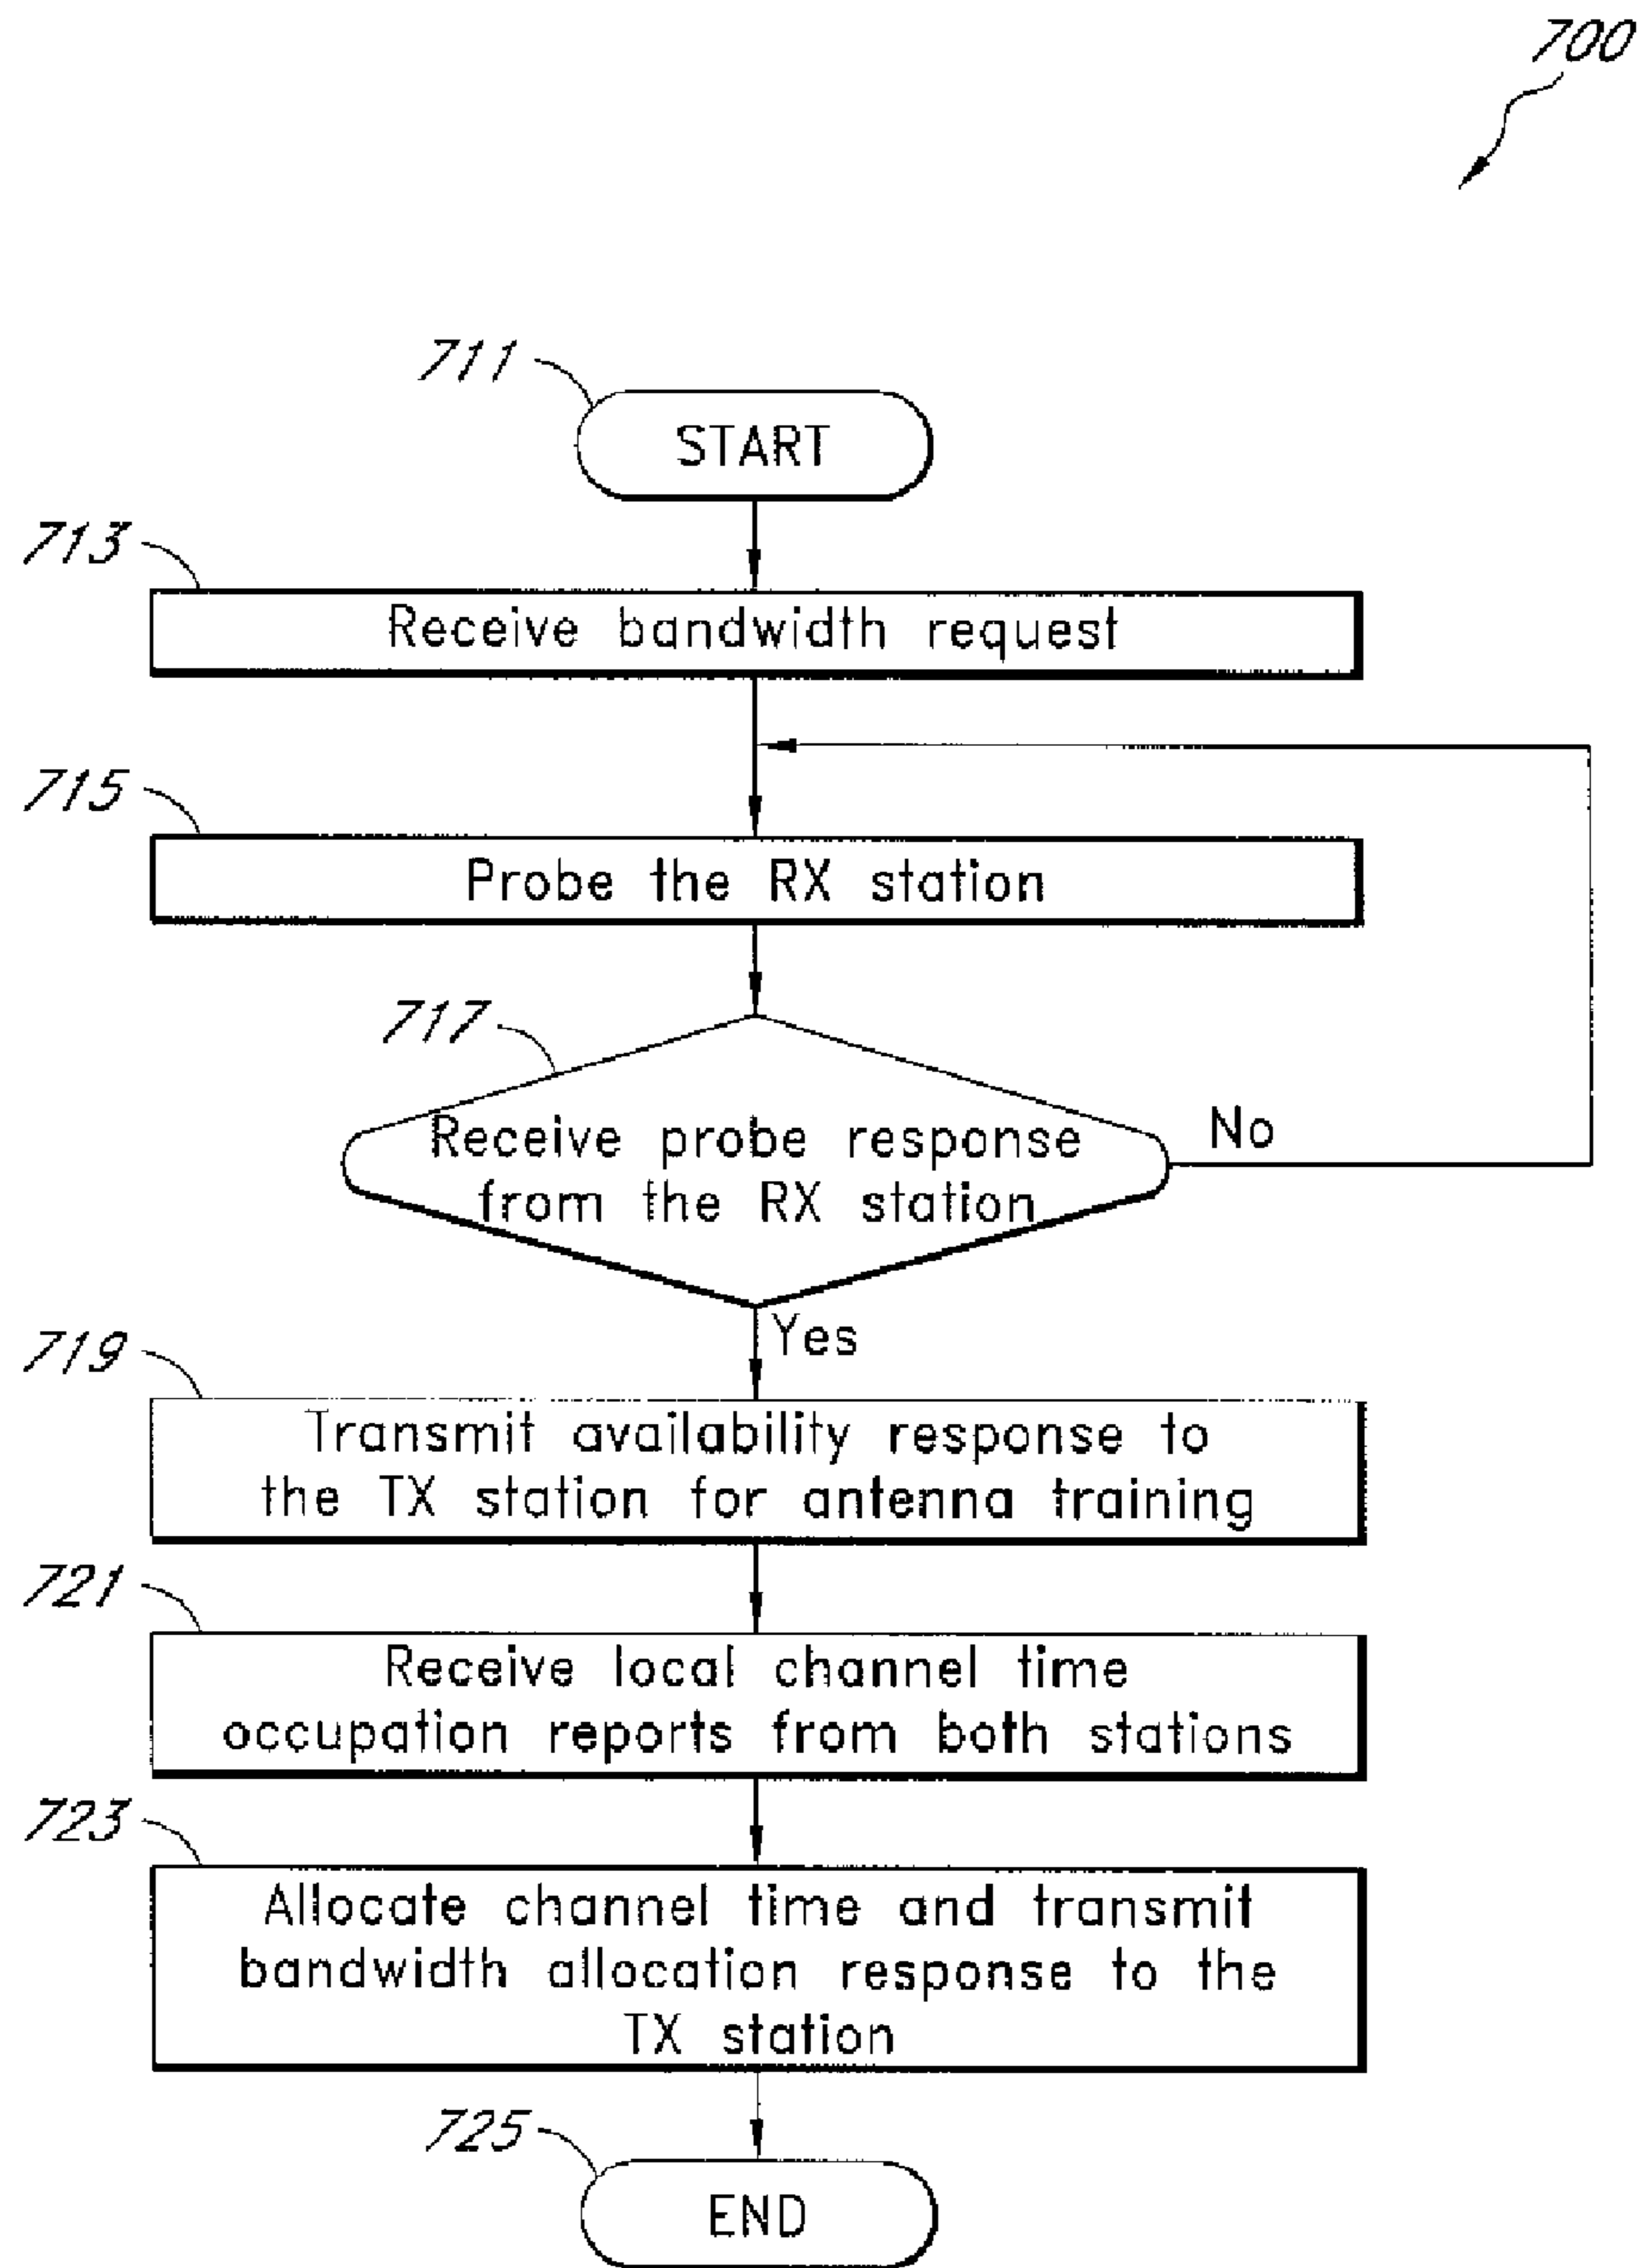 700
711
START
713
Receive bandwidth request
715
Probe the RX station
717
Receive probe response
from the RX station
No
Yes
719
Transmit availability response to
the TX station for antenna training
721
Receive local channel time
occupation reports from both stations
723
Allocate channel time and transmit
bandwidth allocation response to the
TX station
725
END